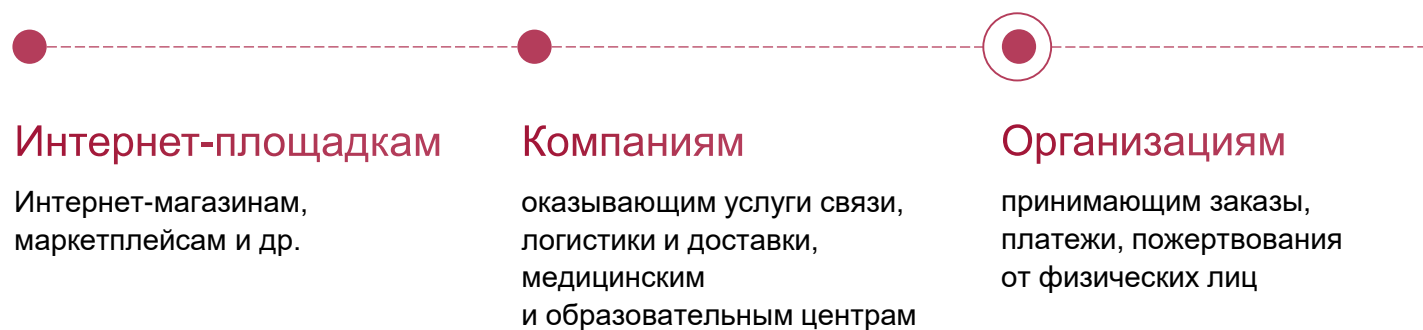 Интернет-площадкам
Интернет-магазинам,
маркетплейсам и др.
Компаниям
оказывающим услуги связи,
логистики и доставки,
медицинским
и образовательным центрам
Организациям
принимающим заказы,
платежи, пожертвования
от физических лиц